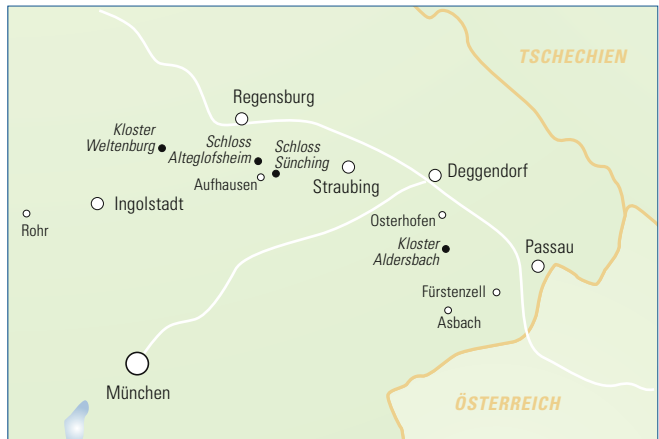 TSCHECHIEN
Regensburg
Kloster
Weltenburg
Schloss
Alteglofsheim
Schloss
Sünching
Aufhausen
Straubing
Deggendorf
Ingolstadt
Rohr
Osterhofen
Kloster
Aldersbach
Passau
Fürstenzell
Asbach
München
ÖSTERREICH